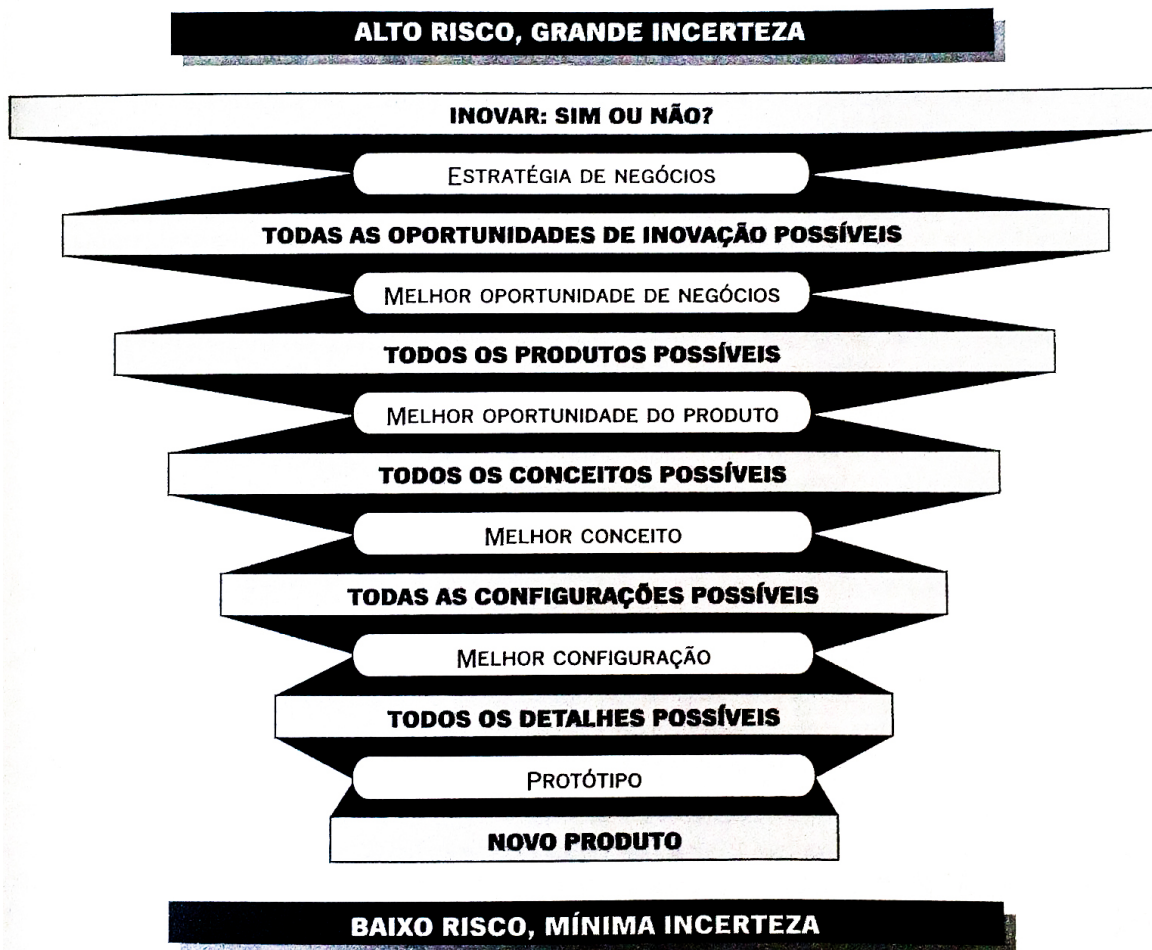 ALTO RISCO, GRANDE INCERTEZA
INOVAR: SIM OU NÃO?
ESTRATÉGIA DE NEGÓCIOS
TODAS AS OPORTUNIDADES DE INOVAÇÃO POSSÍVEIS
MELHOR OPORTUNIDADE DE NEGÓCIOS
TODOS OS PRODUTOS POSSÍVEIS
MELHOR OPORTUNIDADE DO PRODUTO
TODOS OS CONCEITOS POSSÍVEIS
MELHOR CONCEITO
TODAS AS CONFIGURAÇÕES POSSÍVEIS
MELHOR CONFIGURAÇÃO
TODOS OS DETALHES POSSÍVEIS
PROTÓTIPO
NOVO PRODUTO
BAIXO RISCO, MÍNIMA INCERTEZA